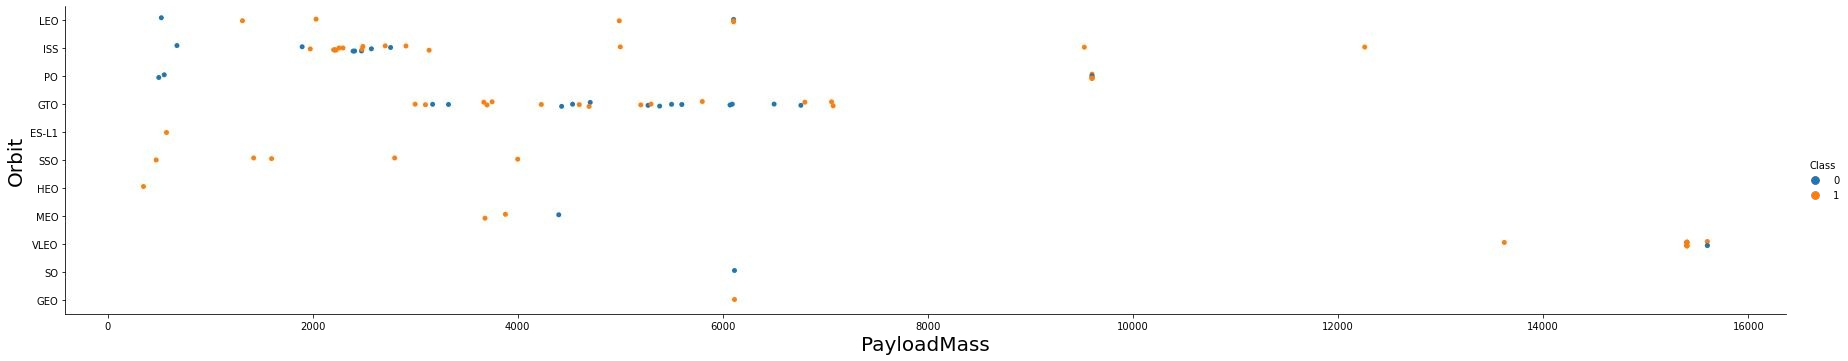 LEO
ISS
PO
GTO
ES-L1
SSO
HEO
MEO
VLEO
SO
GEO
Orbit
0 2000 4000 6000 8000 10000 12000 14000 16000
PayloadMass
Class
0
1